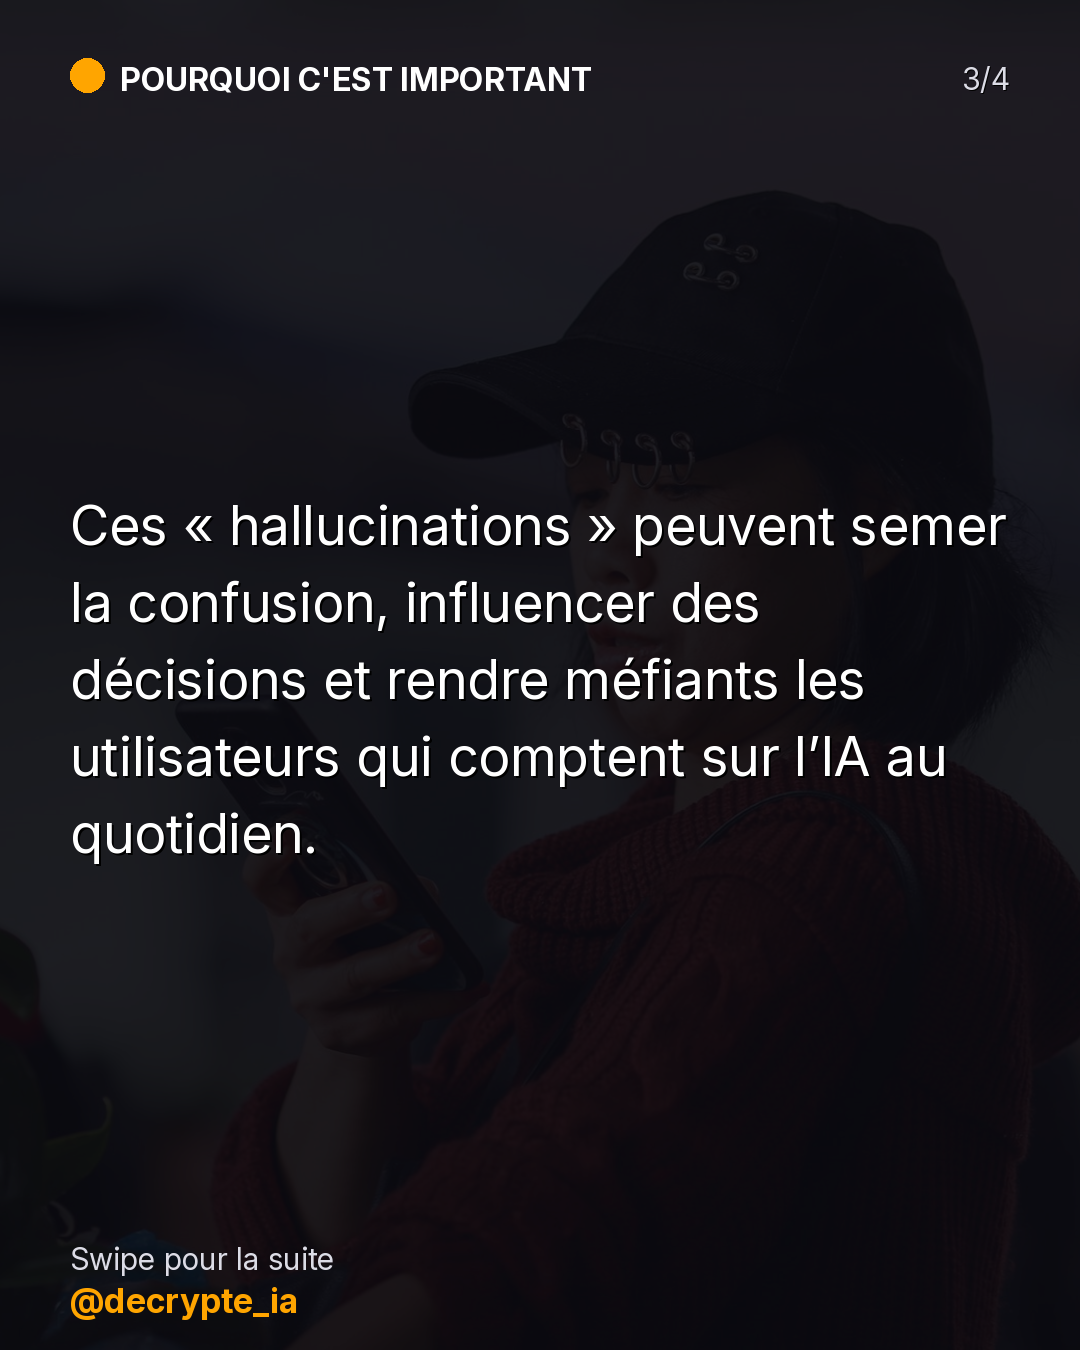 POURQUOI C'EST IMPORTANT
3/4
Ces « hallucinations » peuvent semer
la confusion, influencer des
décisions et rendre méfiants les
utilisateurs qui comptent sur l’IA au
quotidien.
Swipe pour la suite
@decrypte_ia